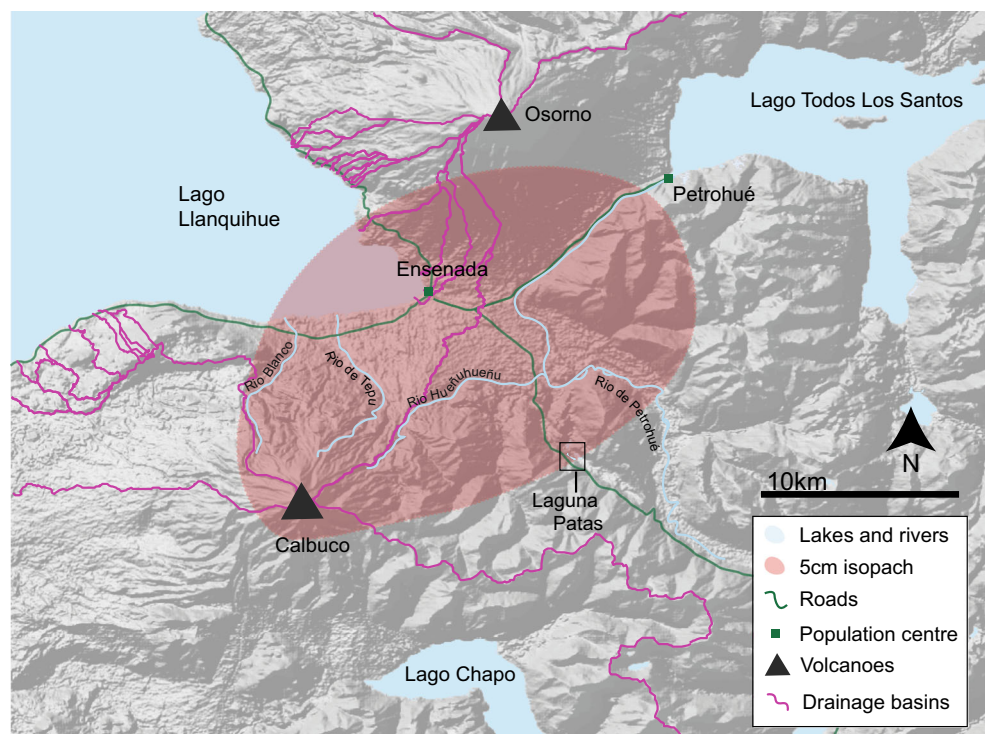 Osorno
Lago Todos Los Santos
Lago
Llanquihue
Petrohué
Ensenada
Rio Blanco
Rio de Tepu
Rio Hueñuhueñu
Rio de Petrohué
N
10km
Laguna
Patas
Calbuco
Lago Chapo
Lakes and rivers
5cm isopach
Roads
Population centre
Volcanoes
Drainage basins